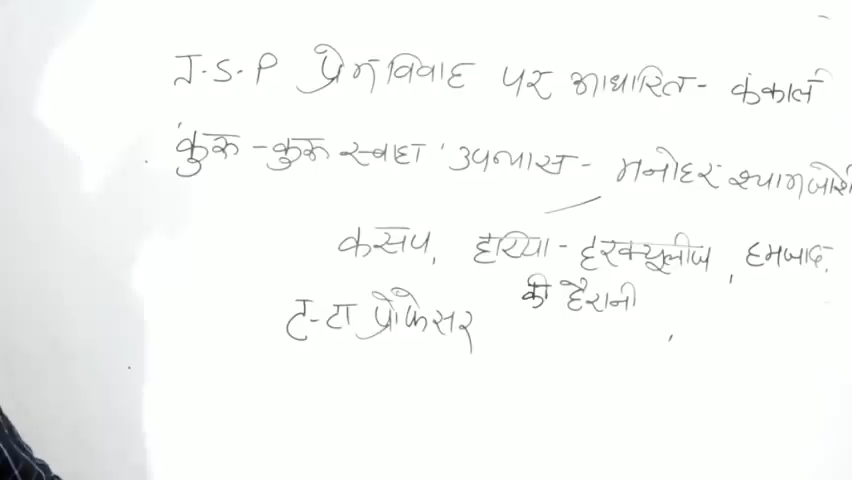 J.S.P प्रेम विवाह पर आधारित - कंकाल
कुरु - कुरु स्वाहा उपन्यास - मनोहर श्याम जोशी
कसप, हरिया - हरक्यूलीज, हमजाद,
की हैरानी
ट-टा प्रोफेसर